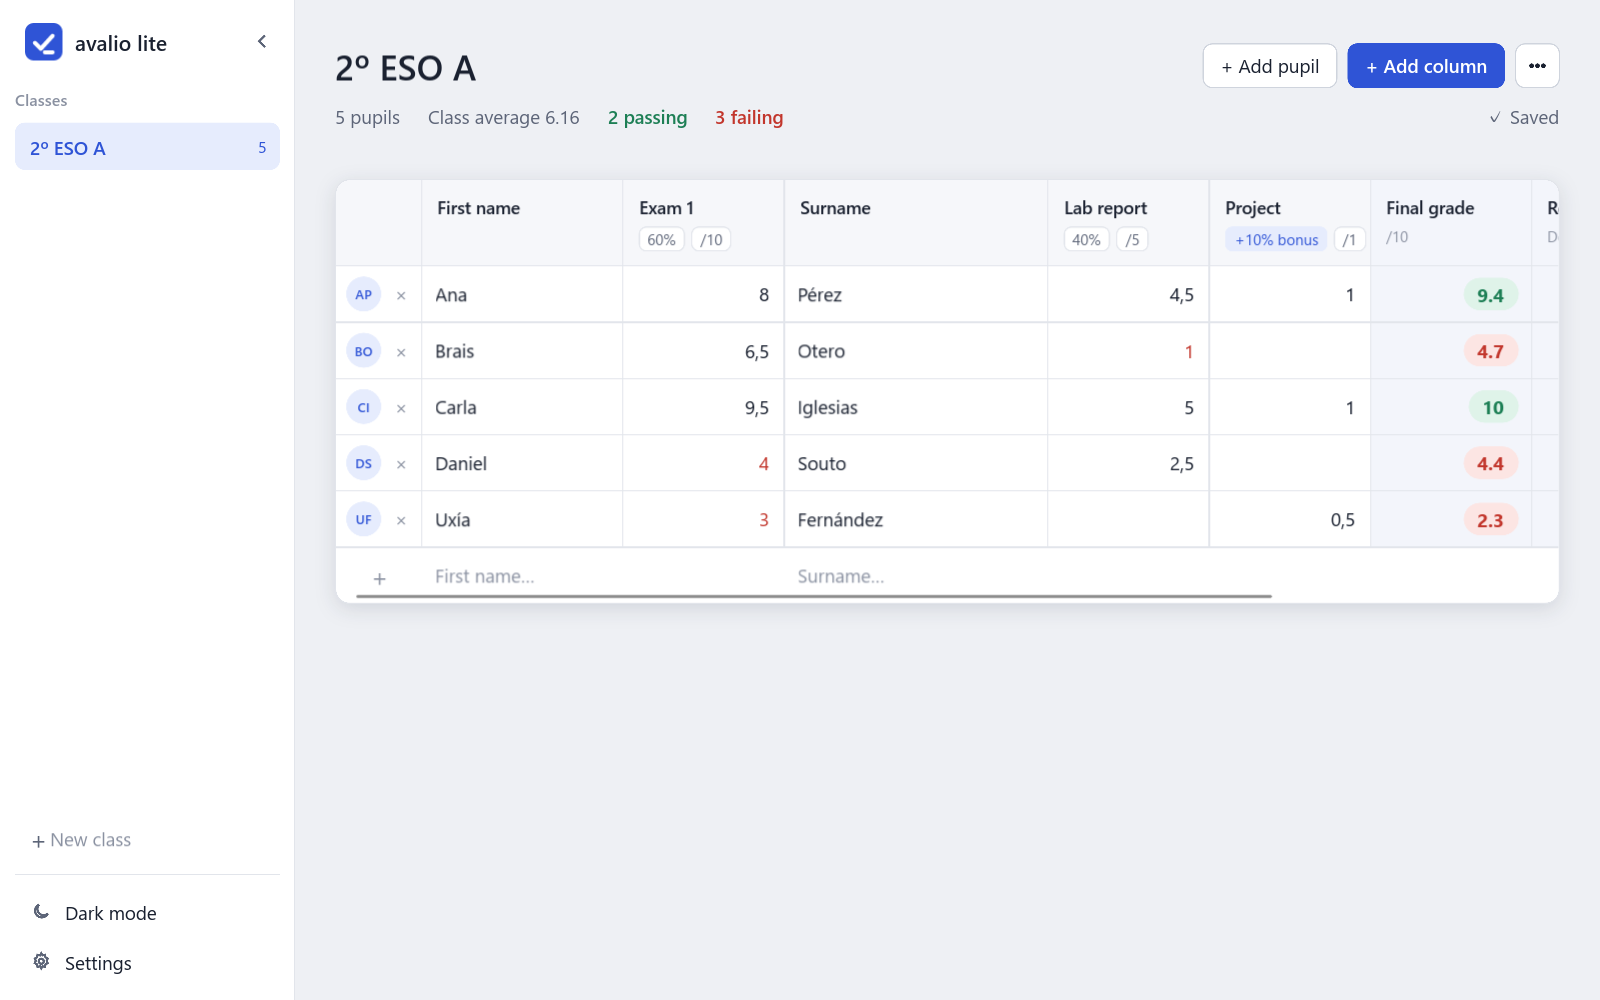 avalio lite
Classes
2º ESO A 5
+ New class
Dark mode
Settings
2º ESO A
+ Add pupil
+ Add column
•••
5 pupils Class average 6.16 2 passing 3 failing
✓ Saved
First name Exam 1 Surname Lab report Project Final grade
60% /10 40% /5 +10% bonus /1 /10
AP × Ana 8 Pérez 4,5 1 9.4
BO × Brais 6,5 Otero 1 4.7
CI × Carla 9,5 Iglesias 5 1 10
DS × Daniel 4 Souto 2,5 4.4
UF × Uxía 3 Fernández 0,5 2.3
+ First name... Surname...